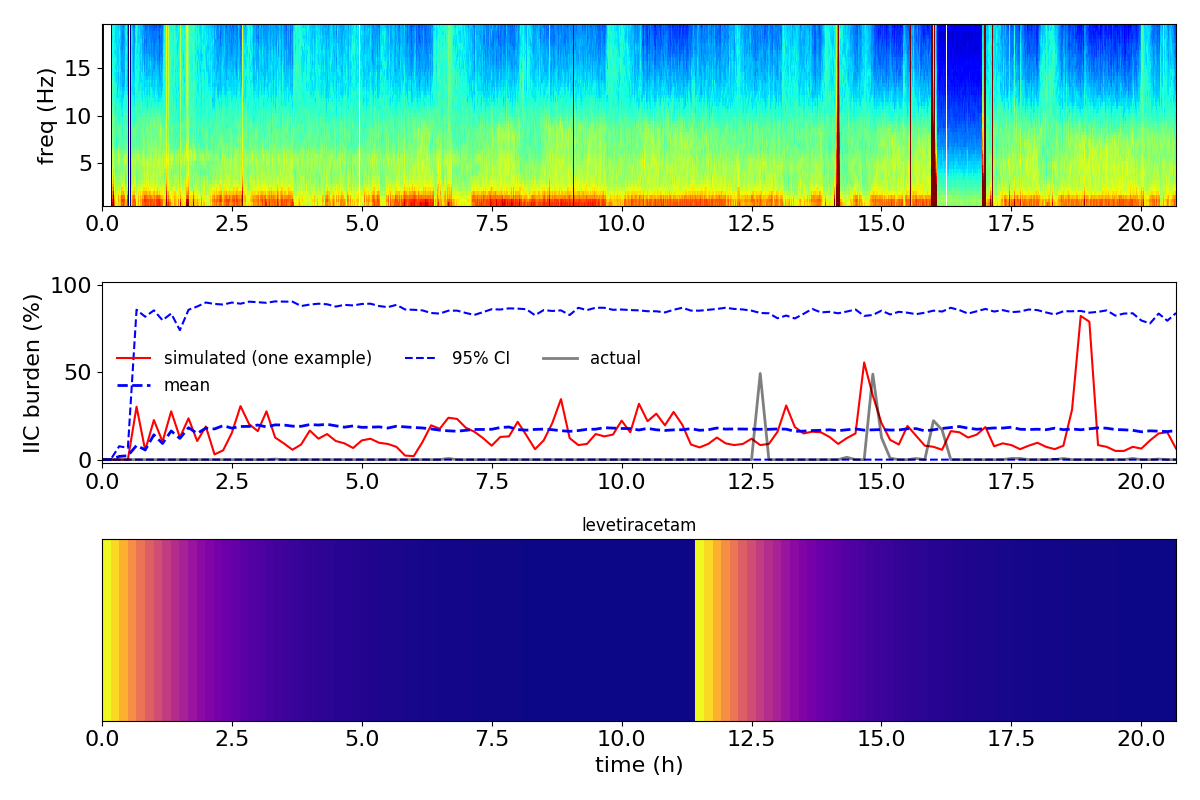 freq (Hz)
15
10
5
0.0 2.5 5.0 7.5 10.0 12.5 15.0 17.5 20.0
IIC burden (%)
100
50
0
simulated (one example) 95% CI actual
mean
0.0 2.5 5.0 7.5 10.0 12.5 15.0 17.5 20.0
levetiracetam
0.0 2.5 5.0 7.5 10.0 12.5 15.0 17.5 20.0
time (h)